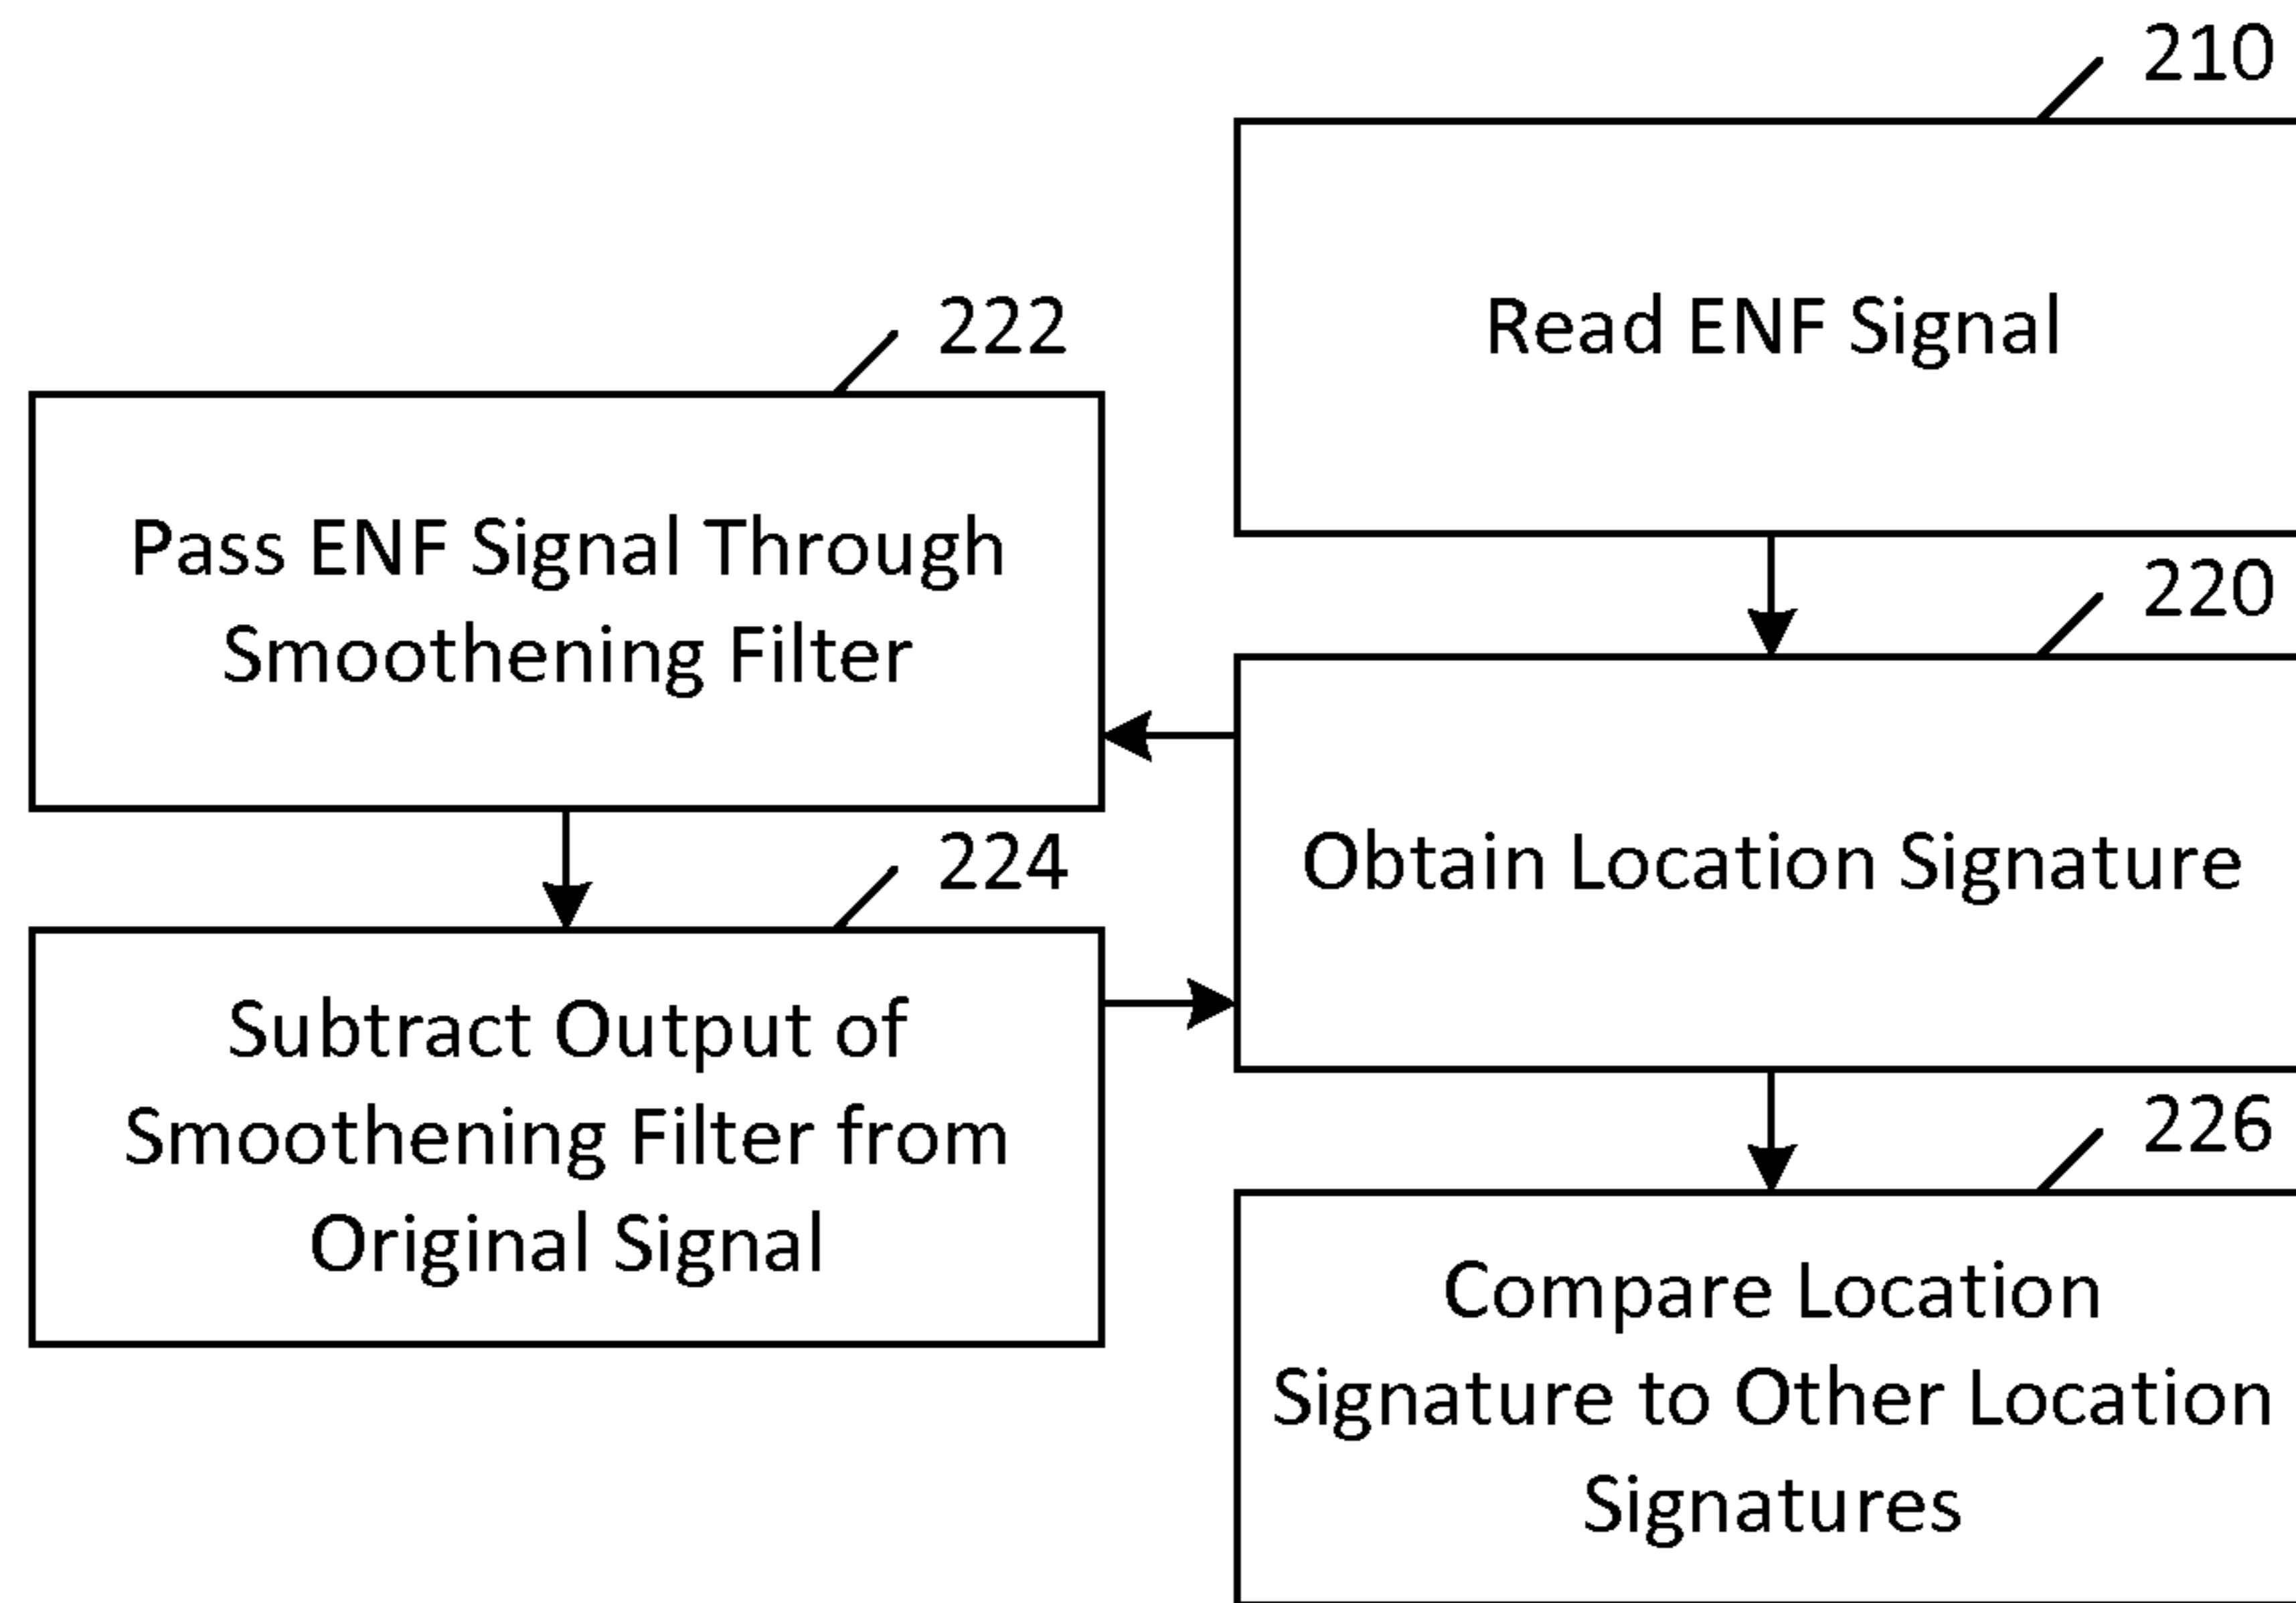 210
Read ENF Signal
222
Pass ENF Signal Through
Smoothening Filter
220
Obtain Location Signature
224
Subtract Output of
Smoothening Filter from
Original Signal
226
Compare Location
Signature to Other Location
Signatures